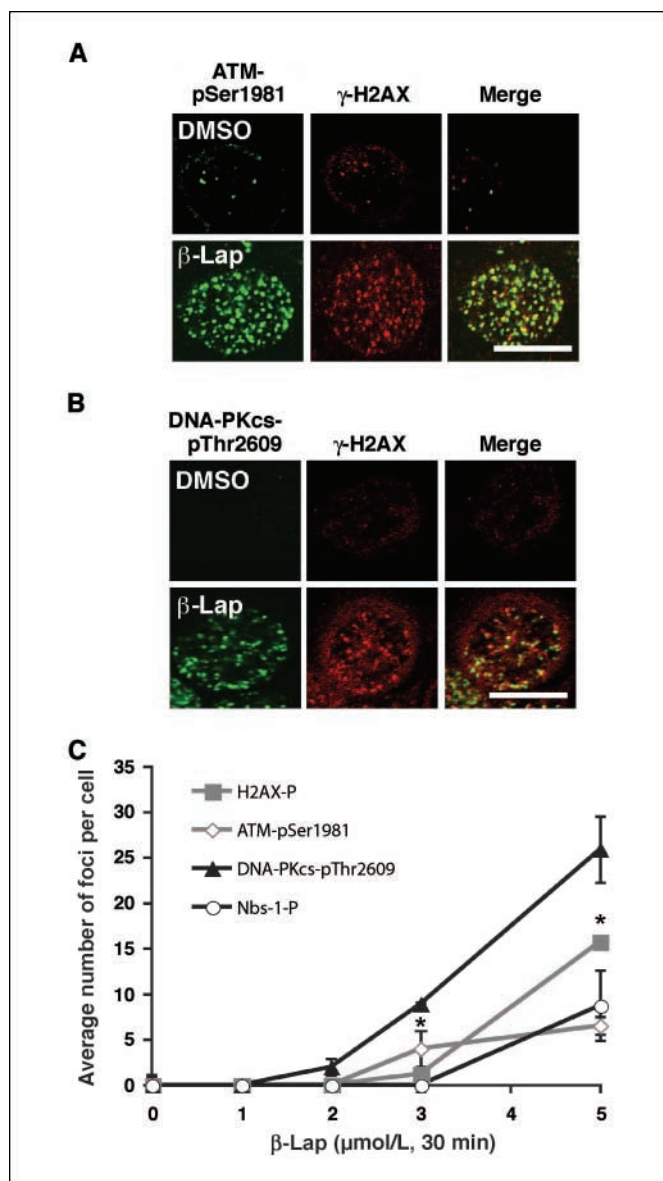 A
ATM-
pSer1981
γ-H2AX
Merge
DMSO
β-Lap
B
DNA-PKcs-
pThr2609
γ-H2AX
Merge
DMSO
β-Lap
C
35
30
25
20
15
10
5
0
Average number of foci per cell
H2AX-P
ATM-pSer1981
DNA-PKcs-pThr2609
Nbs-1-P
*
*
0 1 2 3 4 5
β-Lap (μmol/L, 30 min)